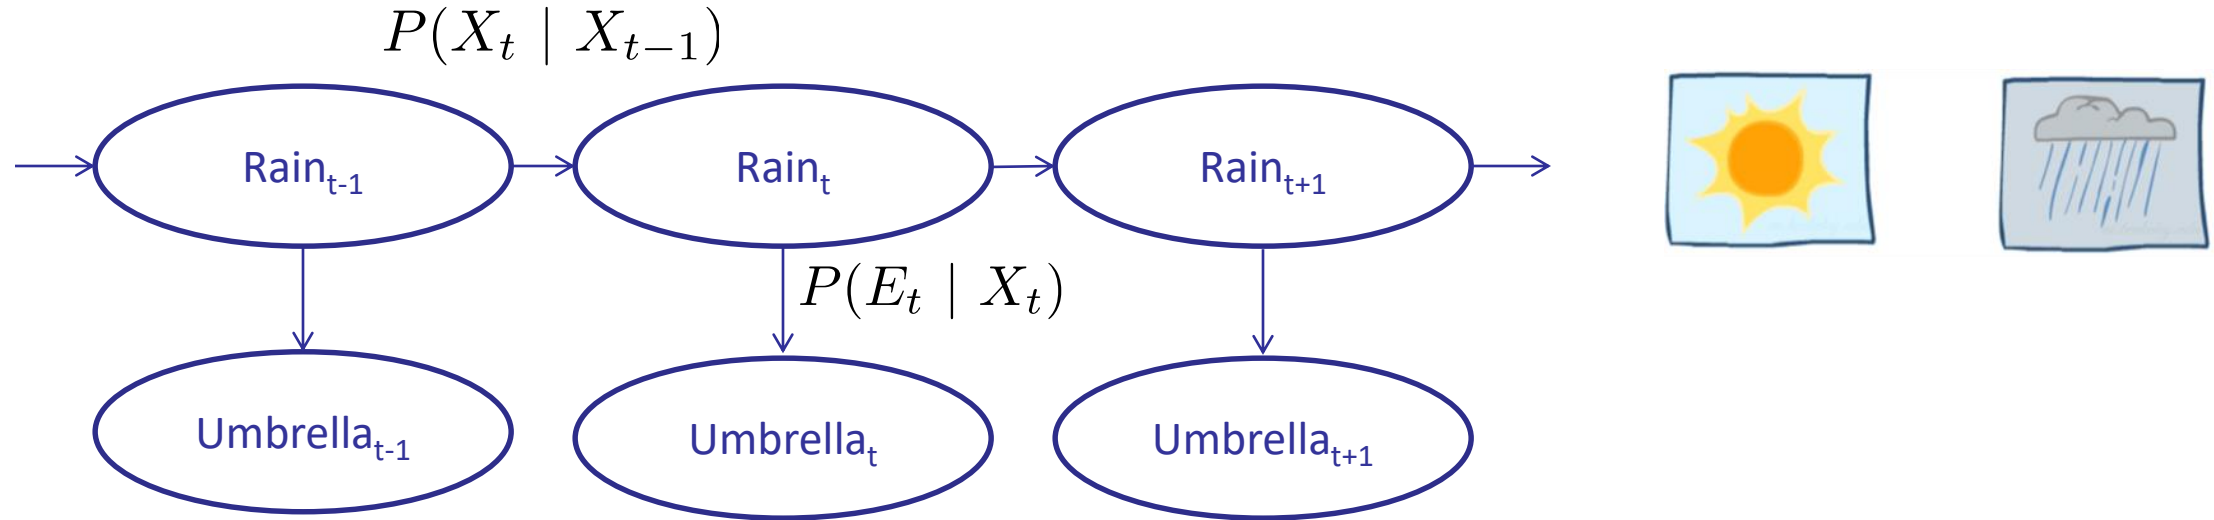 P(X_t | X_{t-1})
Rain_{t-1} Rain_t Rain_{t+1}
P(E_t | X_t)
Umbrella_{t-1} Umbrella_t Umbrella_{t+1}